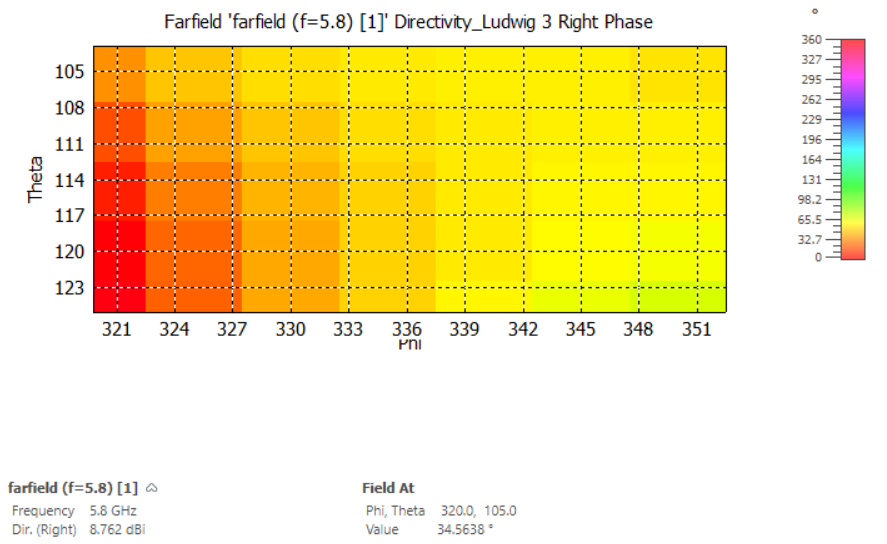 Farfield 'farfield (f=5.8) [1]' Directivity_Ludwig 3 Right Phase
°
360
327
295
262
229
196
164
131
98.2
65.5
32.7
0
Theta
105
108
111
114
117
120
123
321 324 327 330 333 336 339 342 345 348 351
Phi
farfield (f=5.8) [1]
Frequency 5.8 GHz
Dir. (Right) 8.762 dBi
Field At
Phi, Theta 320.0, 105.0
Value 34.5638 °